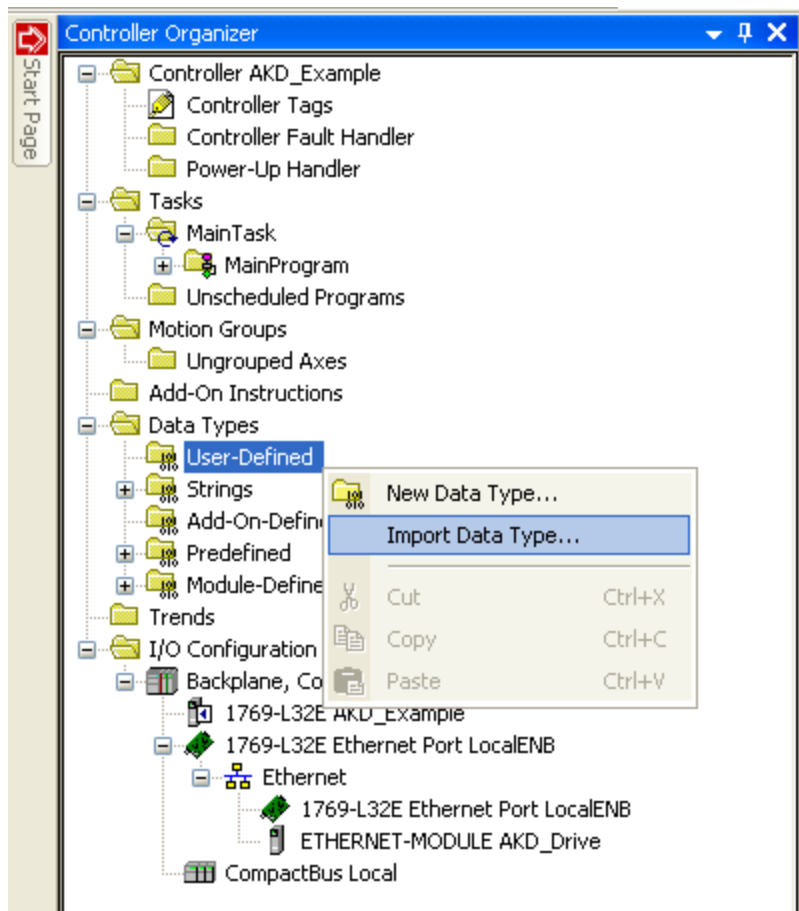 Controller Organizer
Start Page
Controller AKD_Example
Controller Tags
Controller Fault Handler
Power-Up Handler
Tasks
MainTask
MainProgram
Unscheduled Programs
Motion Groups
Ungrouped Axes
Add-On Instructions
Data Types
User-Defined
Strings
Add-On-Define
Predefined
Module-Define
Trends
I/O Configuration
Backplane, Co
1769-L32E AKD_Example
1769-L32E Ethernet Port LocalENB
Ethernet
1769-L32E Ethernet Port LocalENB
ETHERNET-MODULE AKD_Drive
CompactBus Local
New Data Type...
Import Data Type...
Cut Ctrl+X
Copy Ctrl+C
Paste Ctrl+V